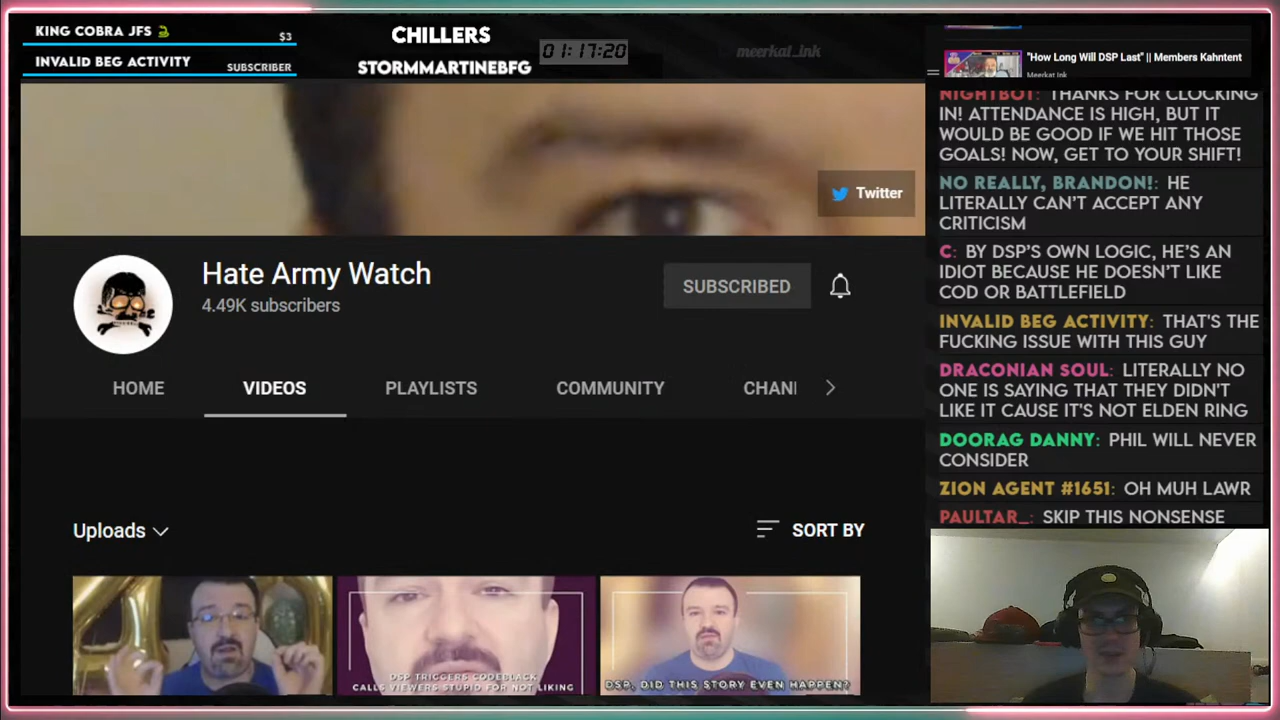 KING COBRA JFS 🐍 $3
INVALID BEG ACTIVITY SUBSCRIBER
CHILLERS
STORMMARTINEBFG
01:17:20
meerkat_ink
"How Long Will DSP Last" || Members Kahntent
Meerkat Ink
NIGHTBOT: THANKS FOR CLOCKING
IN! ATTENDANCE IS HIGH, BUT IT
WOULD BE GOOD IF WE HIT THOSE
GOALS! NOW, GET TO YOUR SHIFT!
NO REALLY, BRANDON!: HE
LITERALLY CAN'T ACCEPT ANY
CRITICISM
C: BY DSP'S OWN LOGIC, HE'S AN
IDIOT BECAUSE HE DOESN'T LIKE
COD OR BATTLEFIELD
INVALID BEG ACTIVITY: THAT'S THE
FUCKING ISSUE WITH THIS GUY
DRACONIAN SOUL: LITERALLY NO
ONE IS SAYING THAT THEY DIDN'T
LIKE IT CAUSE IT'S NOT ELDEN RING
DOORAG DANNY: PHIL WILL NEVER
CONSIDER
ZION AGENT #1651: OH MUH LAWR
PAULTAR_: SKIP THIS NONSENSE
Twitter
Hate Army Watch
4.49K subscribers
SUBSCRIBED
HOME VIDEOS PLAYLISTS COMMUNITY CHAN
Uploads
SORT BY
DSP TRIGGERS CODEBLACK
CALLS VIEWERS STUPID FOR NOT LIKING
DSP, DID THIS STORY EVEN HAPPEN?